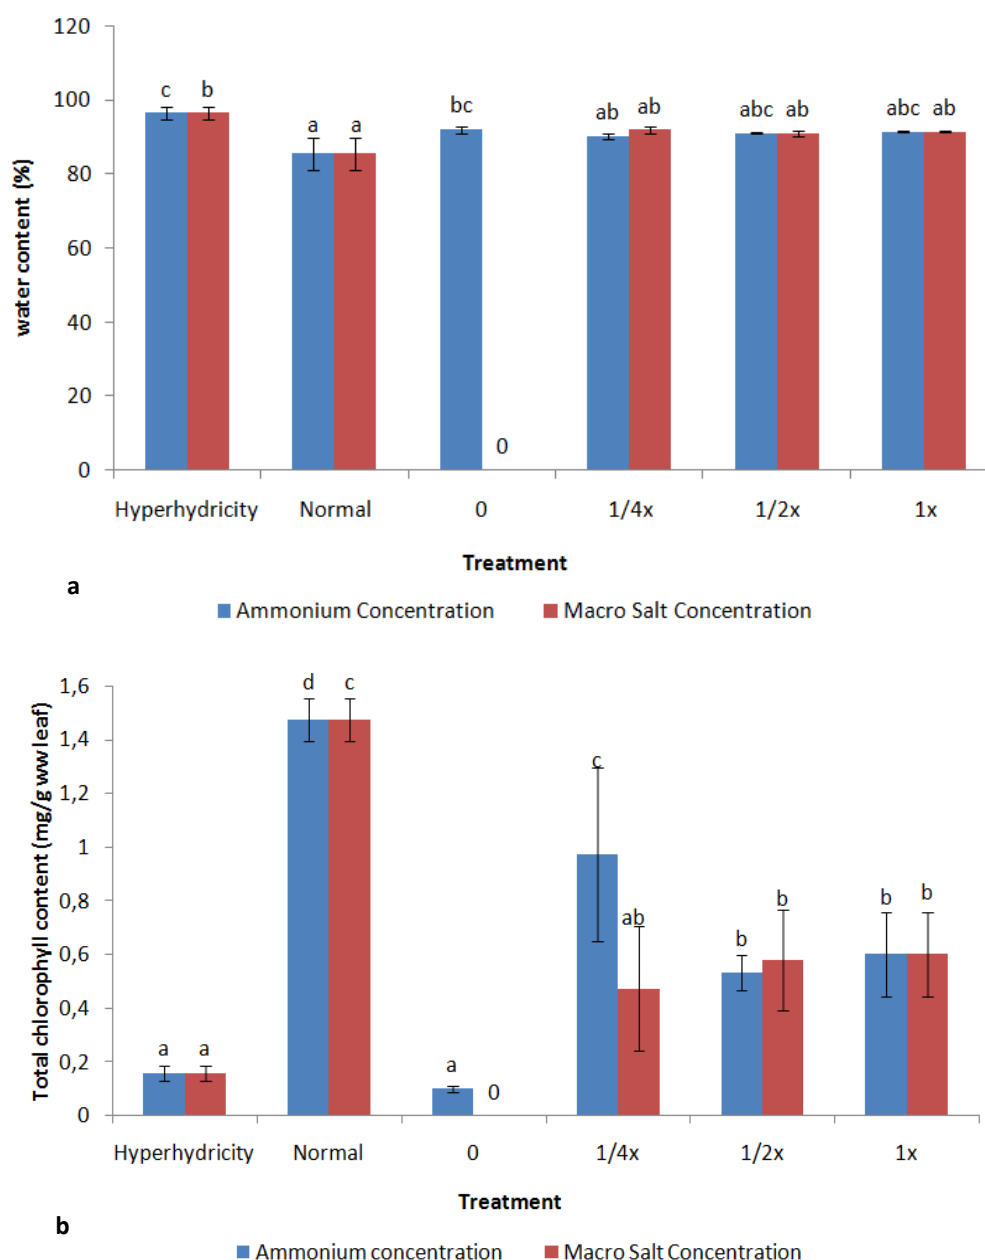 120
100
80
60
40
20
0
water content (%)
c b
a a
bc
0
ab ab
abc ab
abc ab
Hyperhydricity Normal 0 1/4x 1/2x 1x
Treatment
a
Ammonium Concentration Macro Salt Concentration
1,6
1,4
1,2
1
0,8
0,6
0,4
0,2
0
Total chlorophyll content (mg/g ww leaf)
a a
d c
a 0
c ab
b b
b b
Hyperhydricity Normal 0 1/4x 1/2x 1x
Treatment
b
Ammonium concentration Macro Salt Concentration